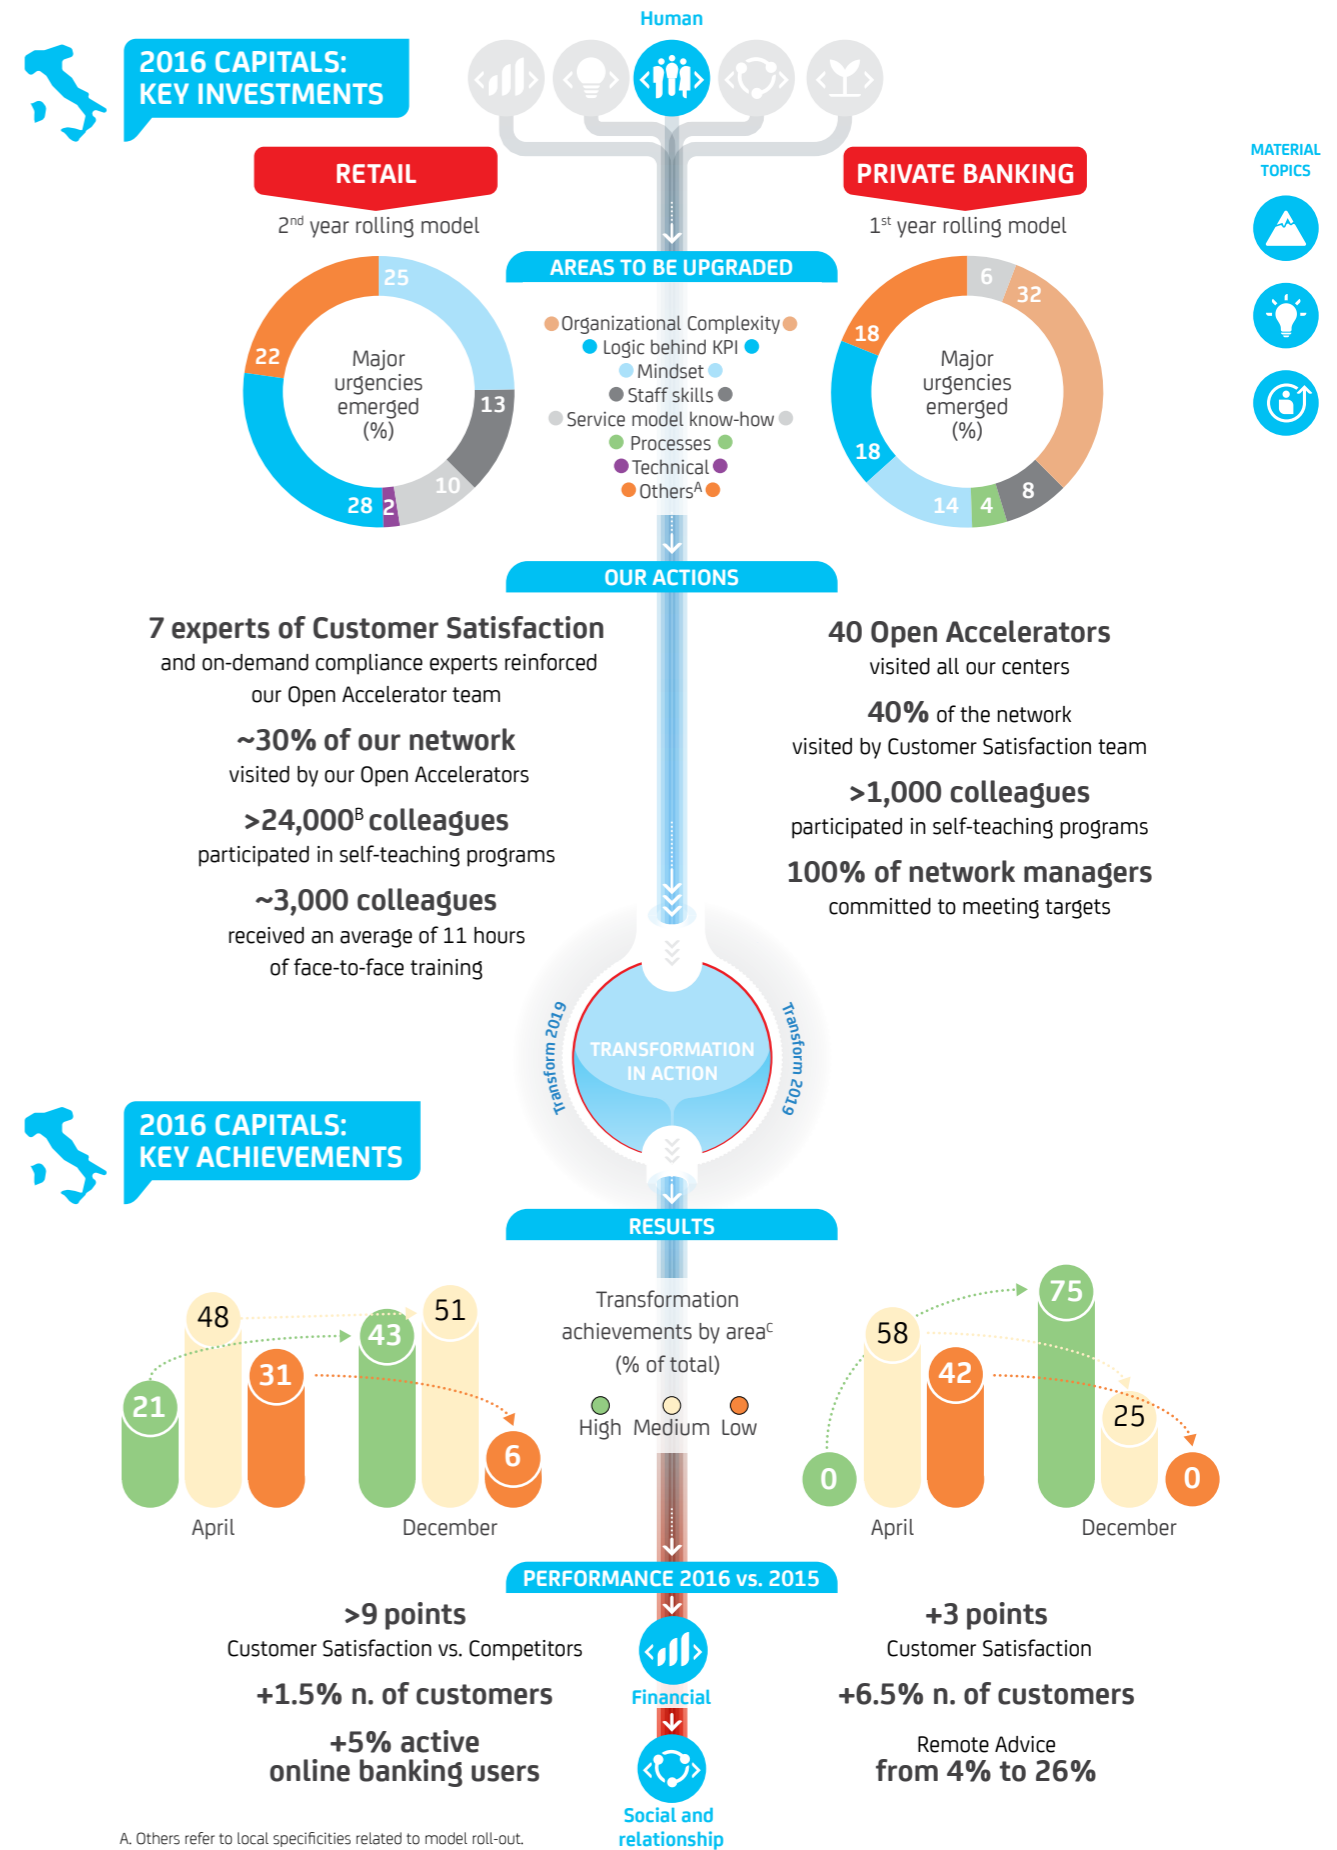 Human
2016 CAPITALS:
KEY INVESTMENTS
MATERIAL
TOPICS
RETAIL
2nd year rolling model
PRIVATE BANKING
1st year rolling model
AREAS TO BE UPGRADED
25
13
10
2
28
22
Major
urgencies
emerged
(%)
Organizational Complexity
Logic behind KPI
Mindset
Staff skills
Service model know-how
Processes
Technical
OthersA
6
32
8
4
14
18
18
Major
urgencies
emerged
(%)
OUR ACTIONS
7 experts of Customer Satisfaction
and on-demand compliance experts reinforced
our Open Accelerator team
~30% of our network
visited by our Open Accelerators
>24,000B colleagues
participated in self-teaching programs
~3,000 colleagues
received an average of 11 hours
of face-to-face training
40 Open Accelerators
visited all our centers
40% of the network
visited by Customer Satisfaction team
>1,000 colleagues
participated in self-teaching programs
100% of network managers
committed to meeting targets
Transform 2019
TRANSFORMATION
IN ACTION
Transform 2019
2016 CAPITALS:
KEY ACHIEVEMENTS
RESULTS
21
48
31
43
51
6
April
December
Transformation
achievements by areaC
(% of total)
High Medium Low
0
58
42
75
25
0
April
December
PERFORMANCE 2016 vs. 2015
>9 points
Customer Satisfaction vs. Competitors
+1.5% n. of customers
+5% active
online banking users
Financial
Social and
relationship
+3 points
Customer Satisfaction
+6.5% n. of customers
Remote Advice
from 4% to 26%
A. Others refer to local specificities related to model roll-out.